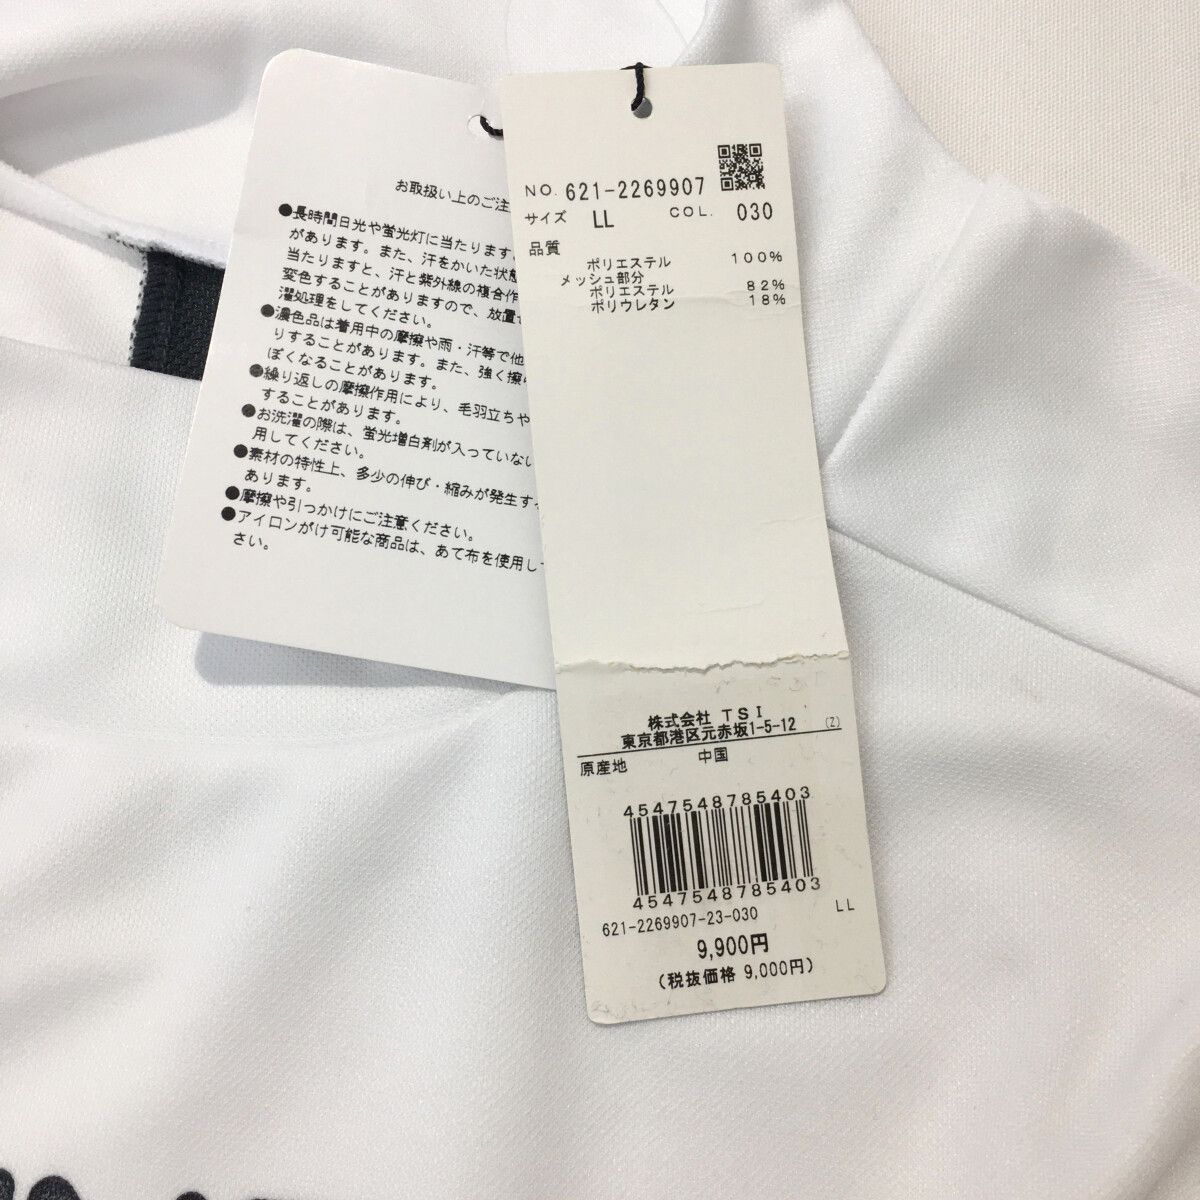 お取扱い上のご注
●長時間日光や蛍光灯に当たります
があります。また、汗をかいた状態
当たりますと、汗と紫外線の複合作
変色することがありますので、放置
濯処理をしてください。
●濃色品は着用中の摩擦や雨・汗等で他
りすることがあります。また、強く擦
ぽくなることがあります。
●繰り返しの摩擦作用により、毛羽立ちや
することがあります。
●お洗濯の際は、蛍光増白剤が入っていない
用してください。
●素材の特性上、多少の伸び・縮みが発生す
あります。
●摩擦や引っかけにご注意ください。
●アイロンがけ可能な商品は、あて布を使用し
さい。
NO. 621-2269907
サイズ LL COL. 030
品質
ポリエステル 100%
メッシュ部分
ポリエステル 82%
ポリウレタン 18%
株式会社 TSI
東京都港区元赤坂1-5-12 (Z)
原産地 中国
4547548785403
4547548785403
621-2269907-23-030 LL
9,900円
(税抜価格 9,000円)